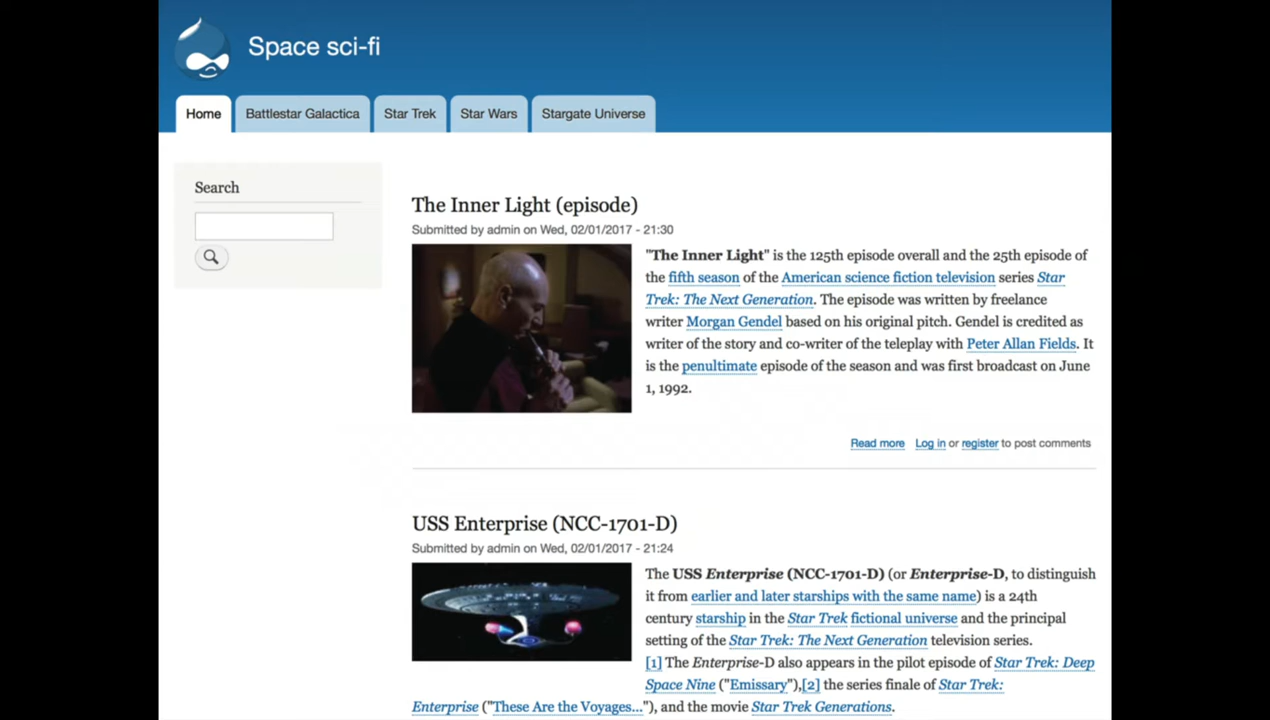 Space sci-fi
Home Battlestar Galactica Star Trek Star Wars Stargate Universe
Search
The Inner Light (episode)
Submitted by admin on Wed, 02/01/2017 - 21:30
"The Inner Light" is the 125th episode overall and the 25th episode of
the fifth season of the American science fiction television series Star
Trek: The Next Generation. The episode was written by freelance
writer Morgan Gendel based on his original pitch. Gendel is credited as
writer of the story and co-writer of the teleplay with Peter Allan Fields. It
is the penultimate episode of the season and was first broadcast on June
1, 1992.
Read more Log in or register to post comments
USS Enterprise (NCC-1701-D)
Submitted by admin on Wed, 02/01/2017 - 21:24
The USS Enterprise (NCC-1701-D) (or Enterprise-D, to distinguish
it from earlier and later starships with the same name) is a 24th
century starship in the Star Trek fictional universe and the principal
setting of the Star Trek: The Next Generation television series.
[1] The Enterprise-D also appears in the pilot episode of Star Trek: Deep
Space Nine ("Emissary"),[2] the series finale of Star Trek:
Enterprise ("These Are the Voyages..."), and the movie Star Trek Generations.